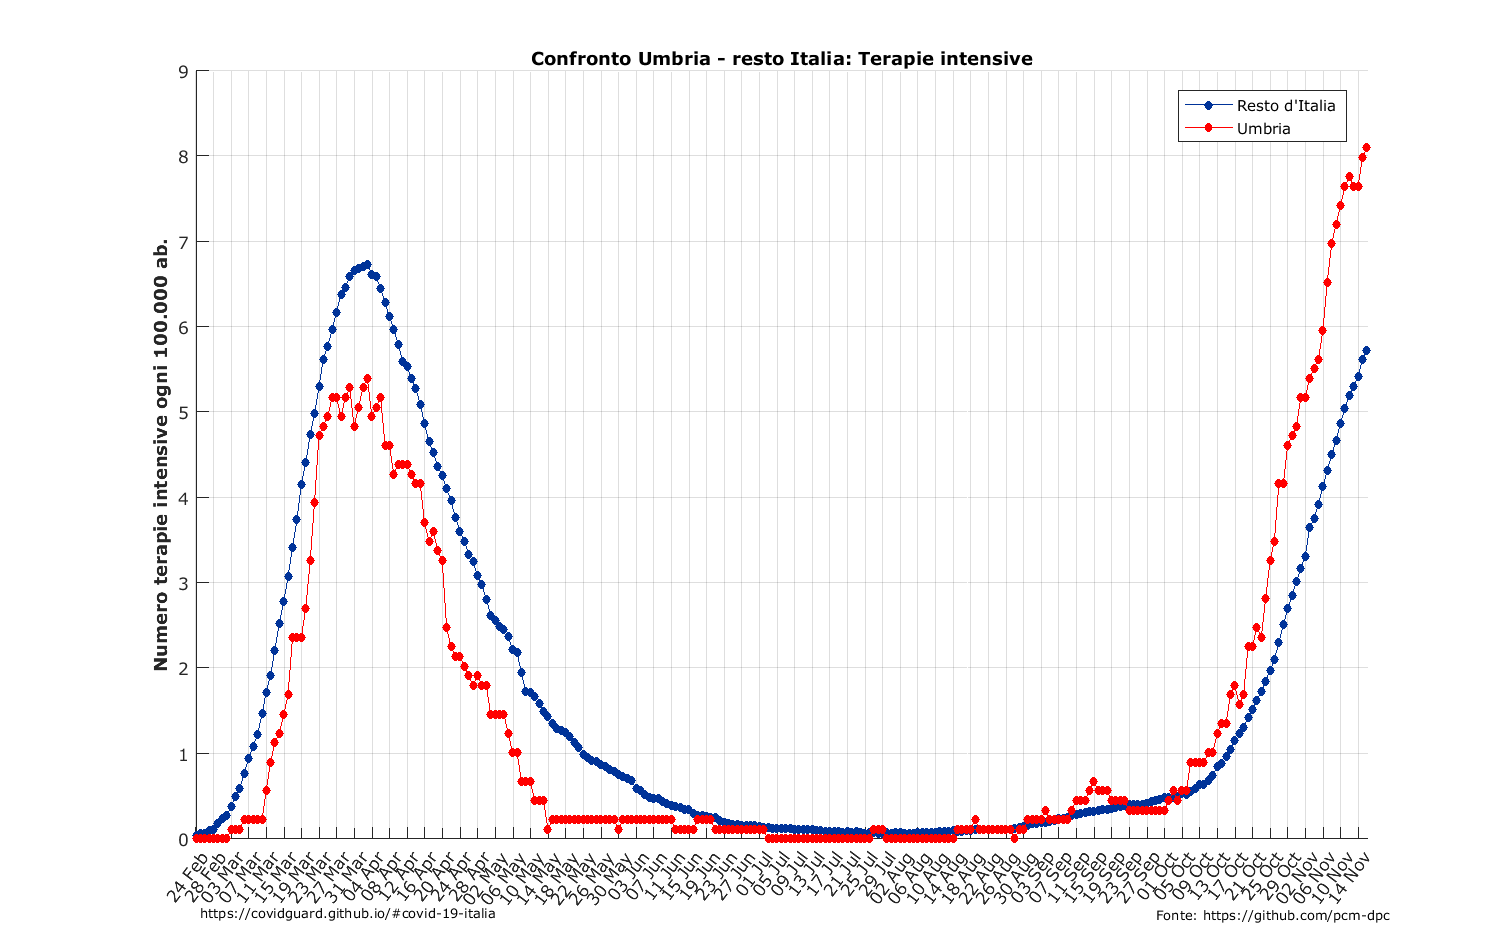 Confronto Umbria - resto Italia: Terapie intensive
Resto d'Italia
Umbria
Numero terapie intensive ogni 100.000 ab.
9
8
7
6
5
4
3
2
1
0
24 Feb
28 Feb
03 Mar
07 Mar
11 Mar
15 Mar
19 Mar
23 Mar
27 Mar
31 Mar
04 Apr
08 Apr
12 Apr
16 Apr
20 Apr
24 Apr
28 Apr
02 May
06 May
10 May
14 May
18 May
22 May
26 May
30 May
03 Jun
07 Jun
11 Jun
15 Jun
19 Jun
23 Jun
27 Jun
01 Jul
05 Jul
09 Jul
13 Jul
17 Jul
21 Jul
25 Jul
29 Jul
02 Aug
06 Aug
10 Aug
14 Aug
18 Aug
22 Aug
26 Aug
30 Aug
03 Sep
07 Sep
11 Sep
15 Sep
19 Sep
23 Sep
27 Sep
01 Oct
05 Oct
09 Oct
13 Oct
17 Oct
21 Oct
25 Oct
29 Oct
02 Nov
06 Nov
10 Nov
14 Nov
https://covidguard.github.io/#covid-19-italia
Fonte: https://github.com/pcm-dpc